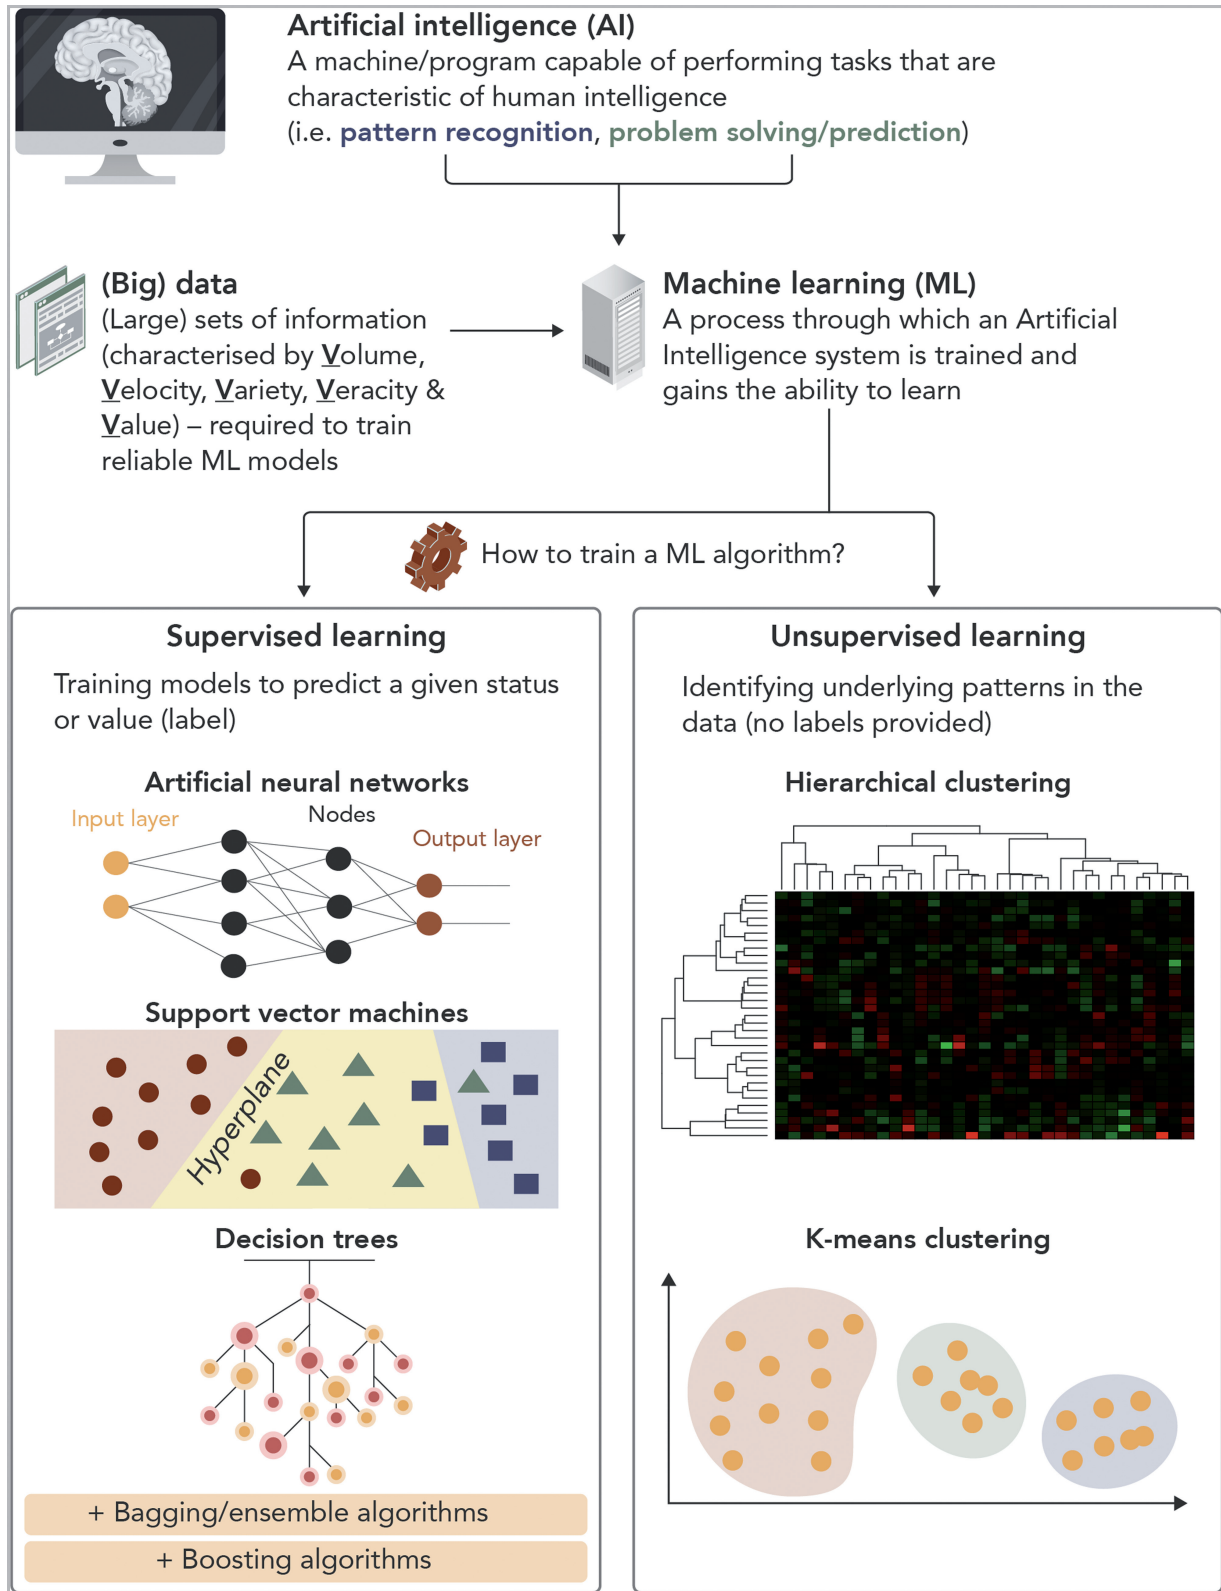 Artificial intelligence (AI)
A machine/program capable of performing tasks that are
characteristic of human intelligence
(i.e. pattern recognition, problem solving/prediction)
(Big) data
(Large) sets of information
(characterised by Volume,
Velocity, Variety, Veracity &
Value) – required to train
reliable ML models
Machine learning (ML)
A process through which an Artificial
Intelligence system is trained and
gains the ability to learn
How to train a ML algorithm?
Supervised learning
Training models to predict a given status
or value (label)
Artificial neural networks
Input layer
Nodes
Output layer
Support vector machines
Hyperplane
Decision trees
+ Bagging/ensemble algorithms
+ Boosting algorithms
Unsupervised learning
Identifying underlying patterns in the
data (no labels provided)
Hierarchical clustering
K-means clustering